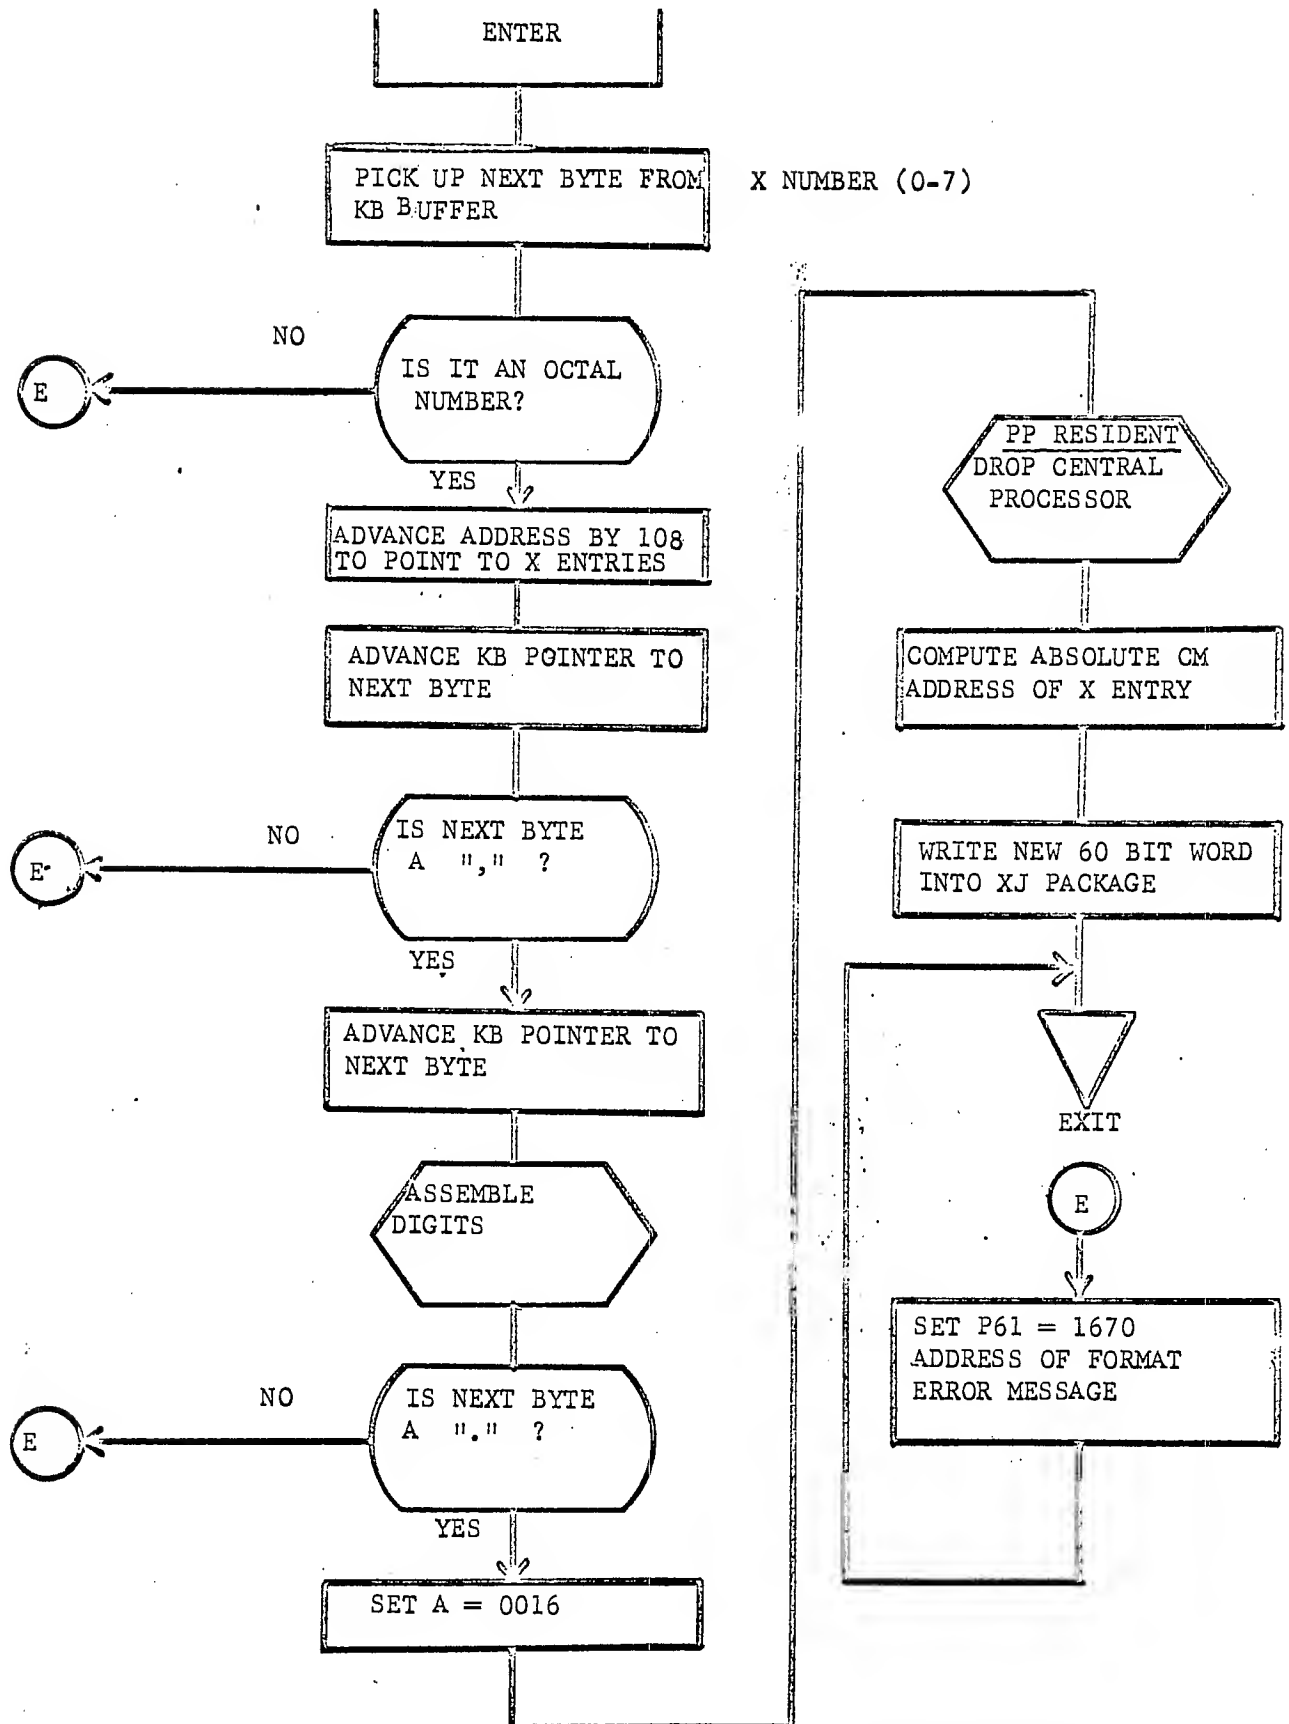 ENTER
PICK UP NEXT BYTE FROM
KB BUFFER
X NUMBER (0-7)
NO
IS IT AN OCTAL
NUMBER?
E
YES
ADVANCE ADDRESS BY 108
TO POINT TO X ENTRIES
ADVANCE KB POINTER TO
NEXT BYTE
NO
IS NEXT BYTE
A "," ?
E
YES
ADVANCE KB POINTER TO
NEXT BYTE
ASSEMBLE
DIGITS
NO
IS NEXT BYTE
A "." ?
E
YES
SET A = 0016
PP RESIDENT
DROP CENTRAL
PROCESSOR
COMPUTE ABSOLUTE CM
ADDRESS OF X ENTRY
WRITE NEW 60 BIT WORD
INTO XJ PACKAGE
EXIT
E
SET P61 = 1670
ADDRESS OF FORMAT
ERROR MESSAGE